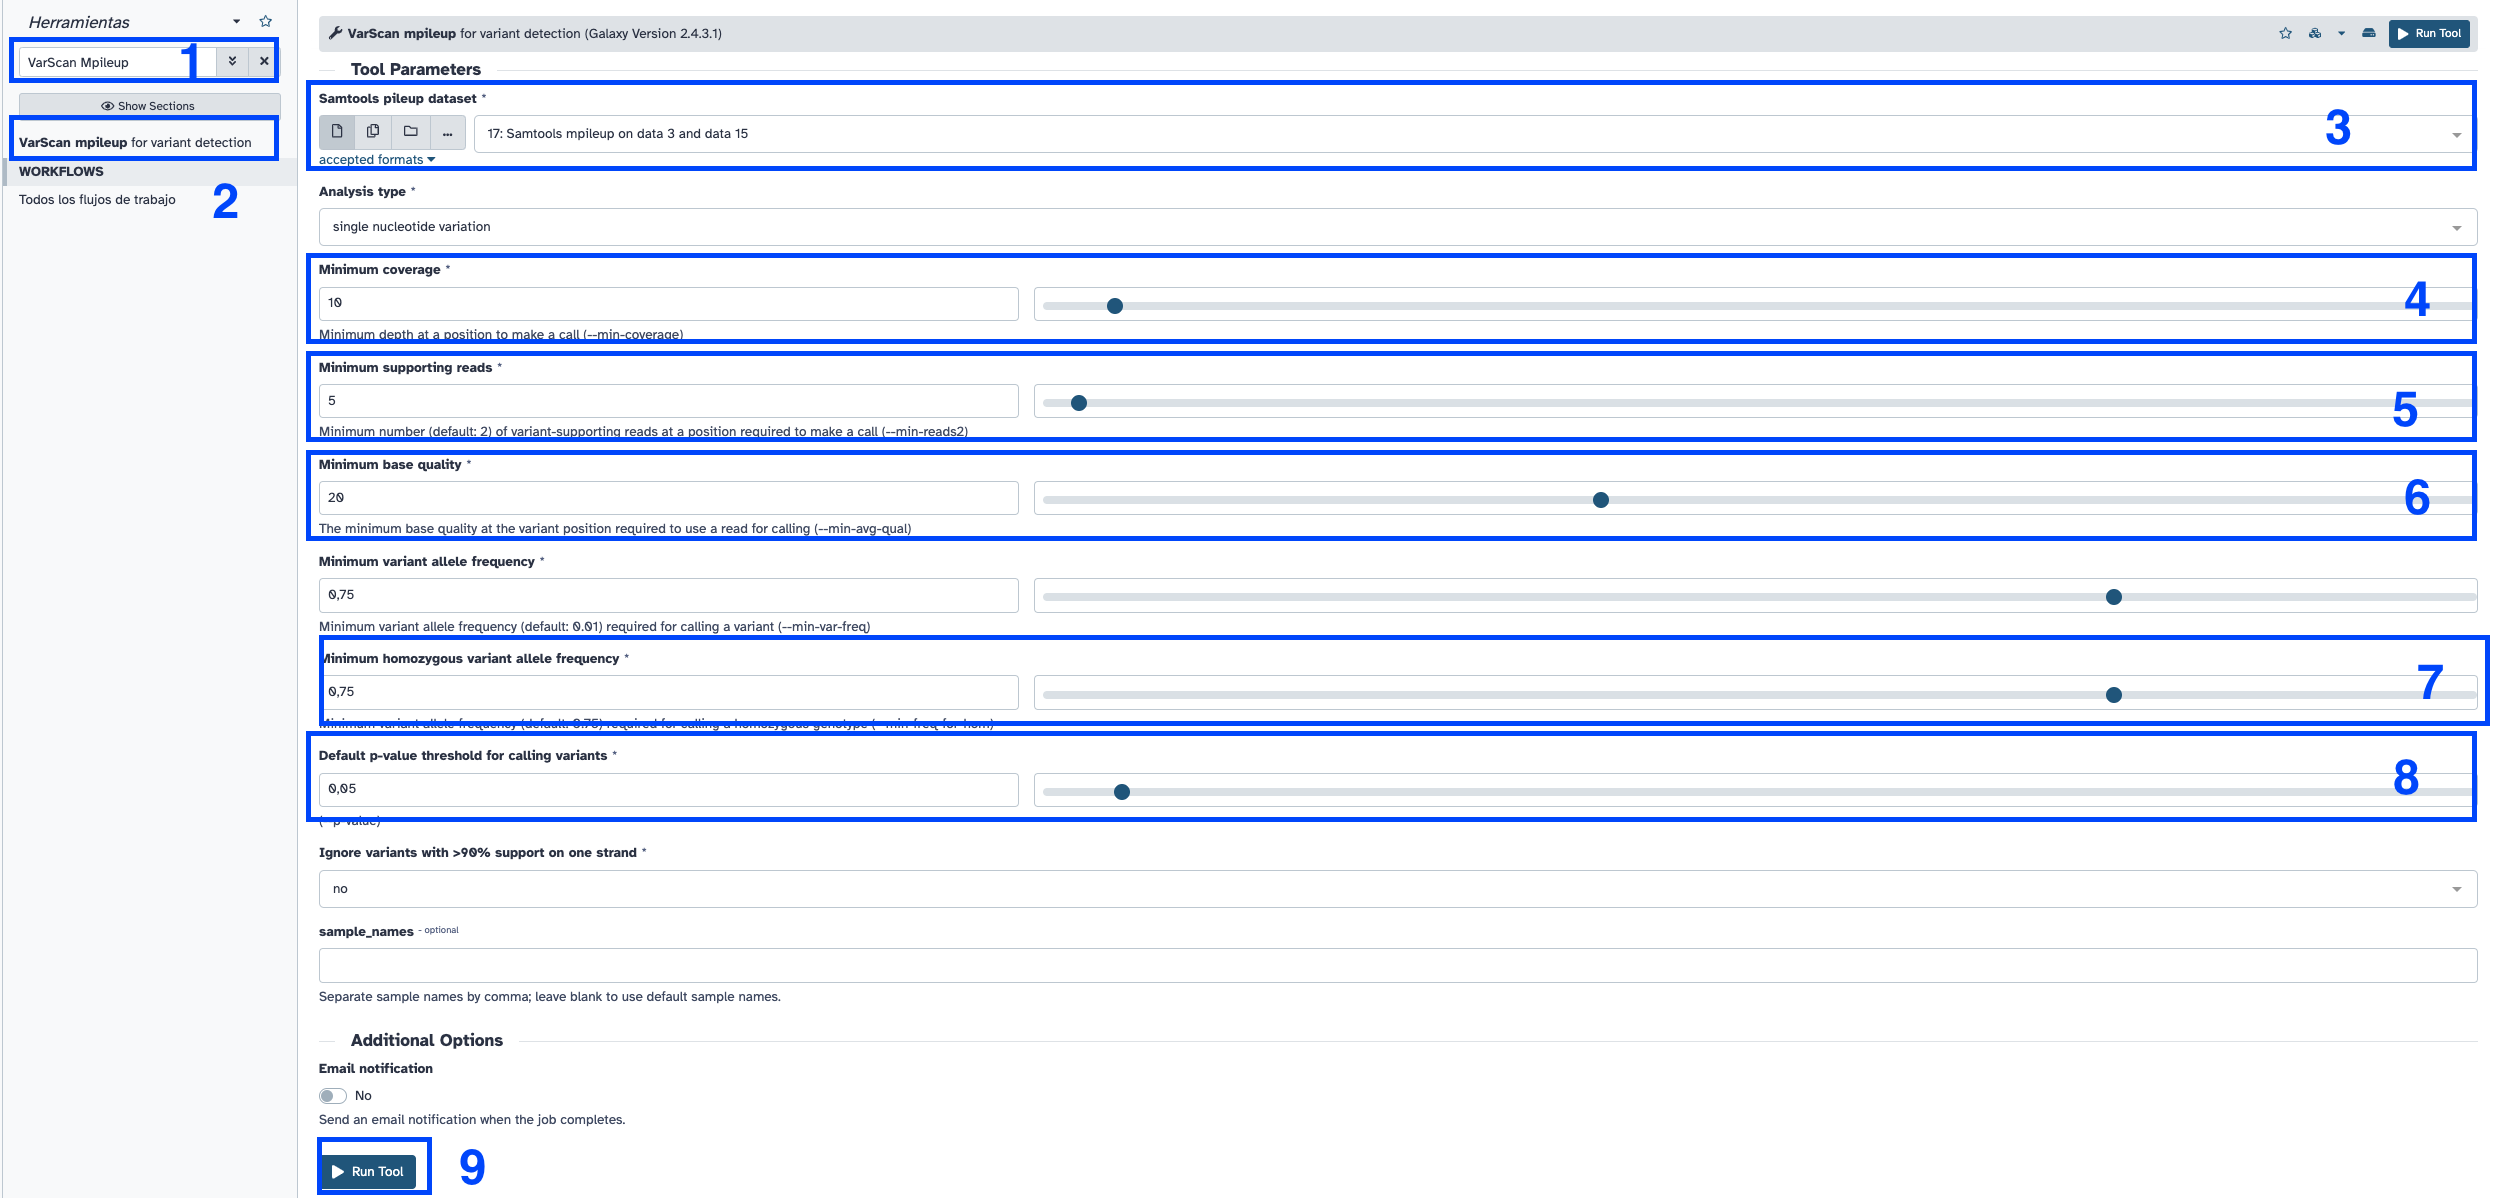 Herramientas
VarScan Mpileup
1
Show Sections
VarScan mpileup for variant detection
WORKFLOWS
Todos los flujos de trabajo
2
VarScan mpileup for variant detection (Galaxy Version 2.4.3.1)
Run Tool
Tool Parameters
Samtools pileup dataset *
...
17: Samtools mpileup on data 3 and data 15
3
accepted formats
Analysis type *
single nucleotide variation
Minimum coverage *
10
4
Minimum depth at a position to make a call (--min-coverage)
Minimum supporting reads *
5
5
Minimum number (default: 2) of variant-supporting reads at a position required to make a call (--min-reads2)
Minimum base quality *
20
6
The minimum base quality at the variant position required to use a read for calling (--min-avg-qual)
Minimum variant allele frequency *
0,75
Minimum variant allele frequency (default: 0.01) required for calling a variant (--min-var-freq)
Minimum homozygous variant allele frequency *
0,75
7
Minimum variant allele frequency (default: 0.75) required for calling a homozygous genotype (--min-freq-for-hom)
Default p-value threshold for calling variants *
0,05
8
(--p-value)
Ignore variants with >90% support on one strand *
no
sample_names - optional
Separate sample names by comma; leave blank to use default sample names.
Additional Options
Email notification
No
Send an email notification when the job completes.
Run Tool
9